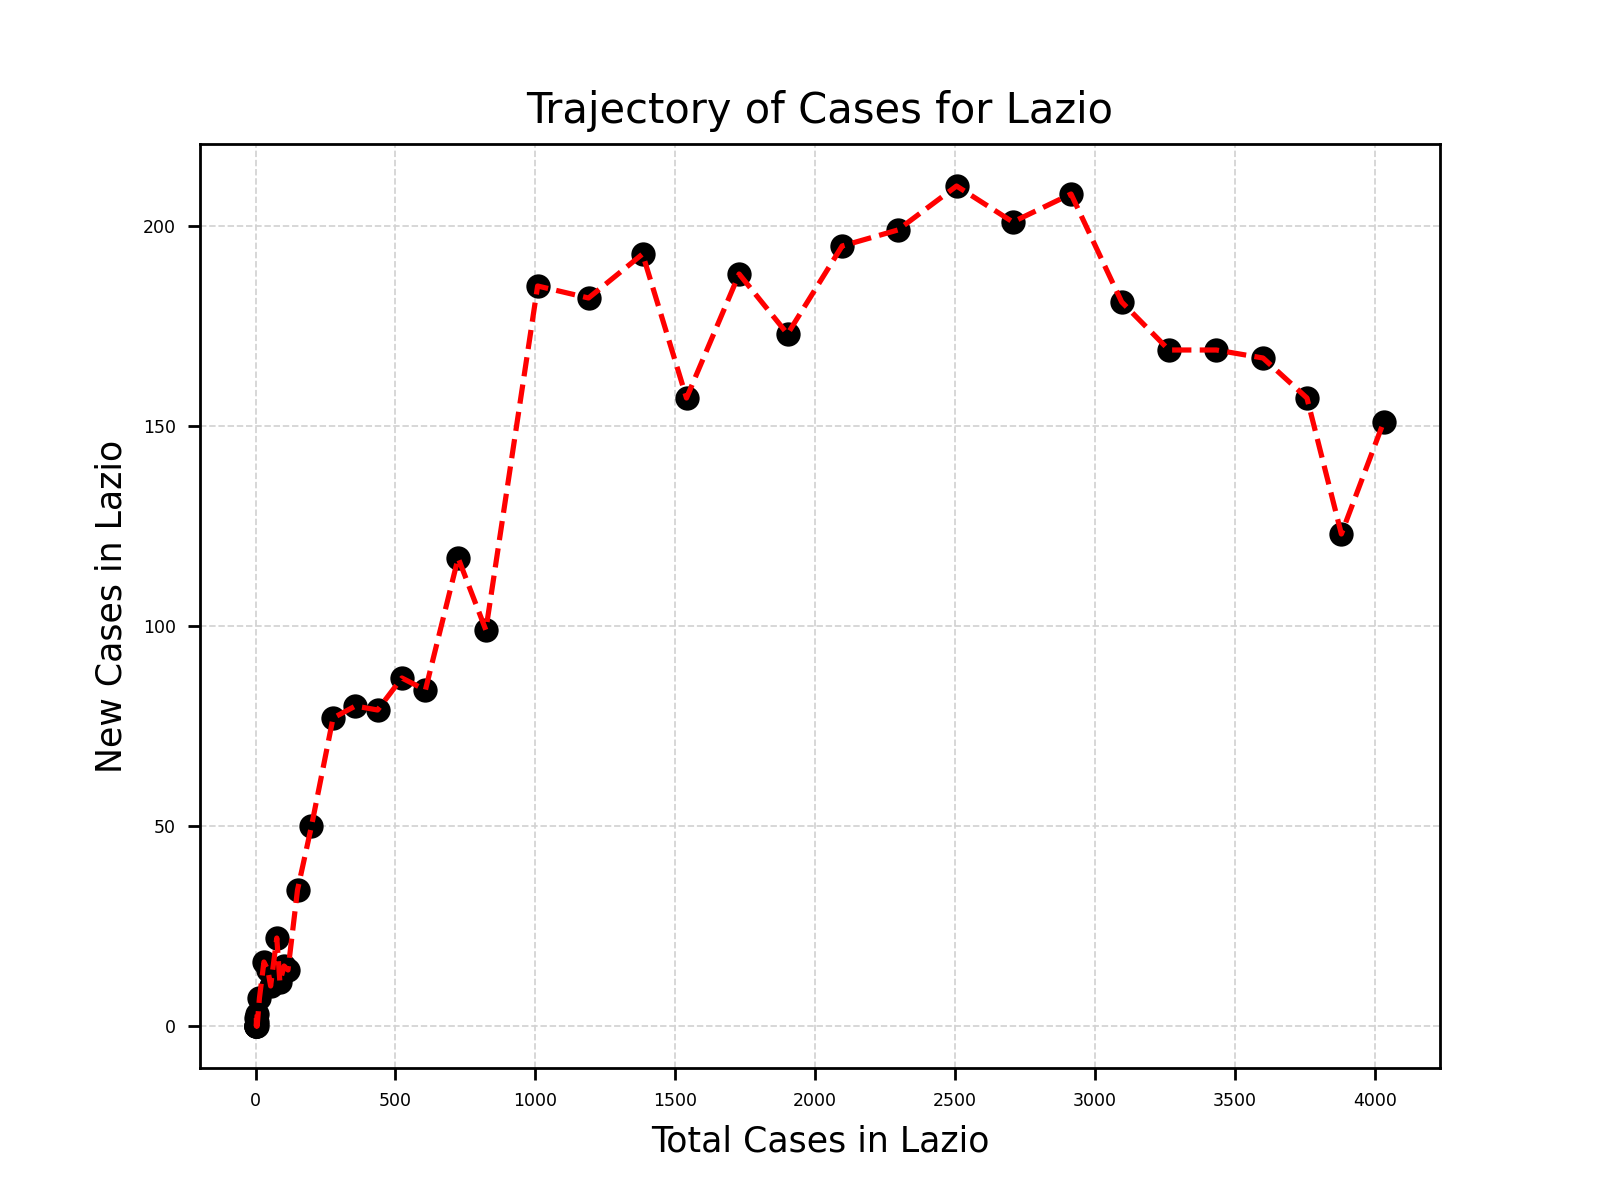 Trajectory of Cases for Lazio
New Cases in Lazio
200
150
100
50
0
0 500 1000 1500 2000 2500 3000 3500 4000
Total Cases in Lazio